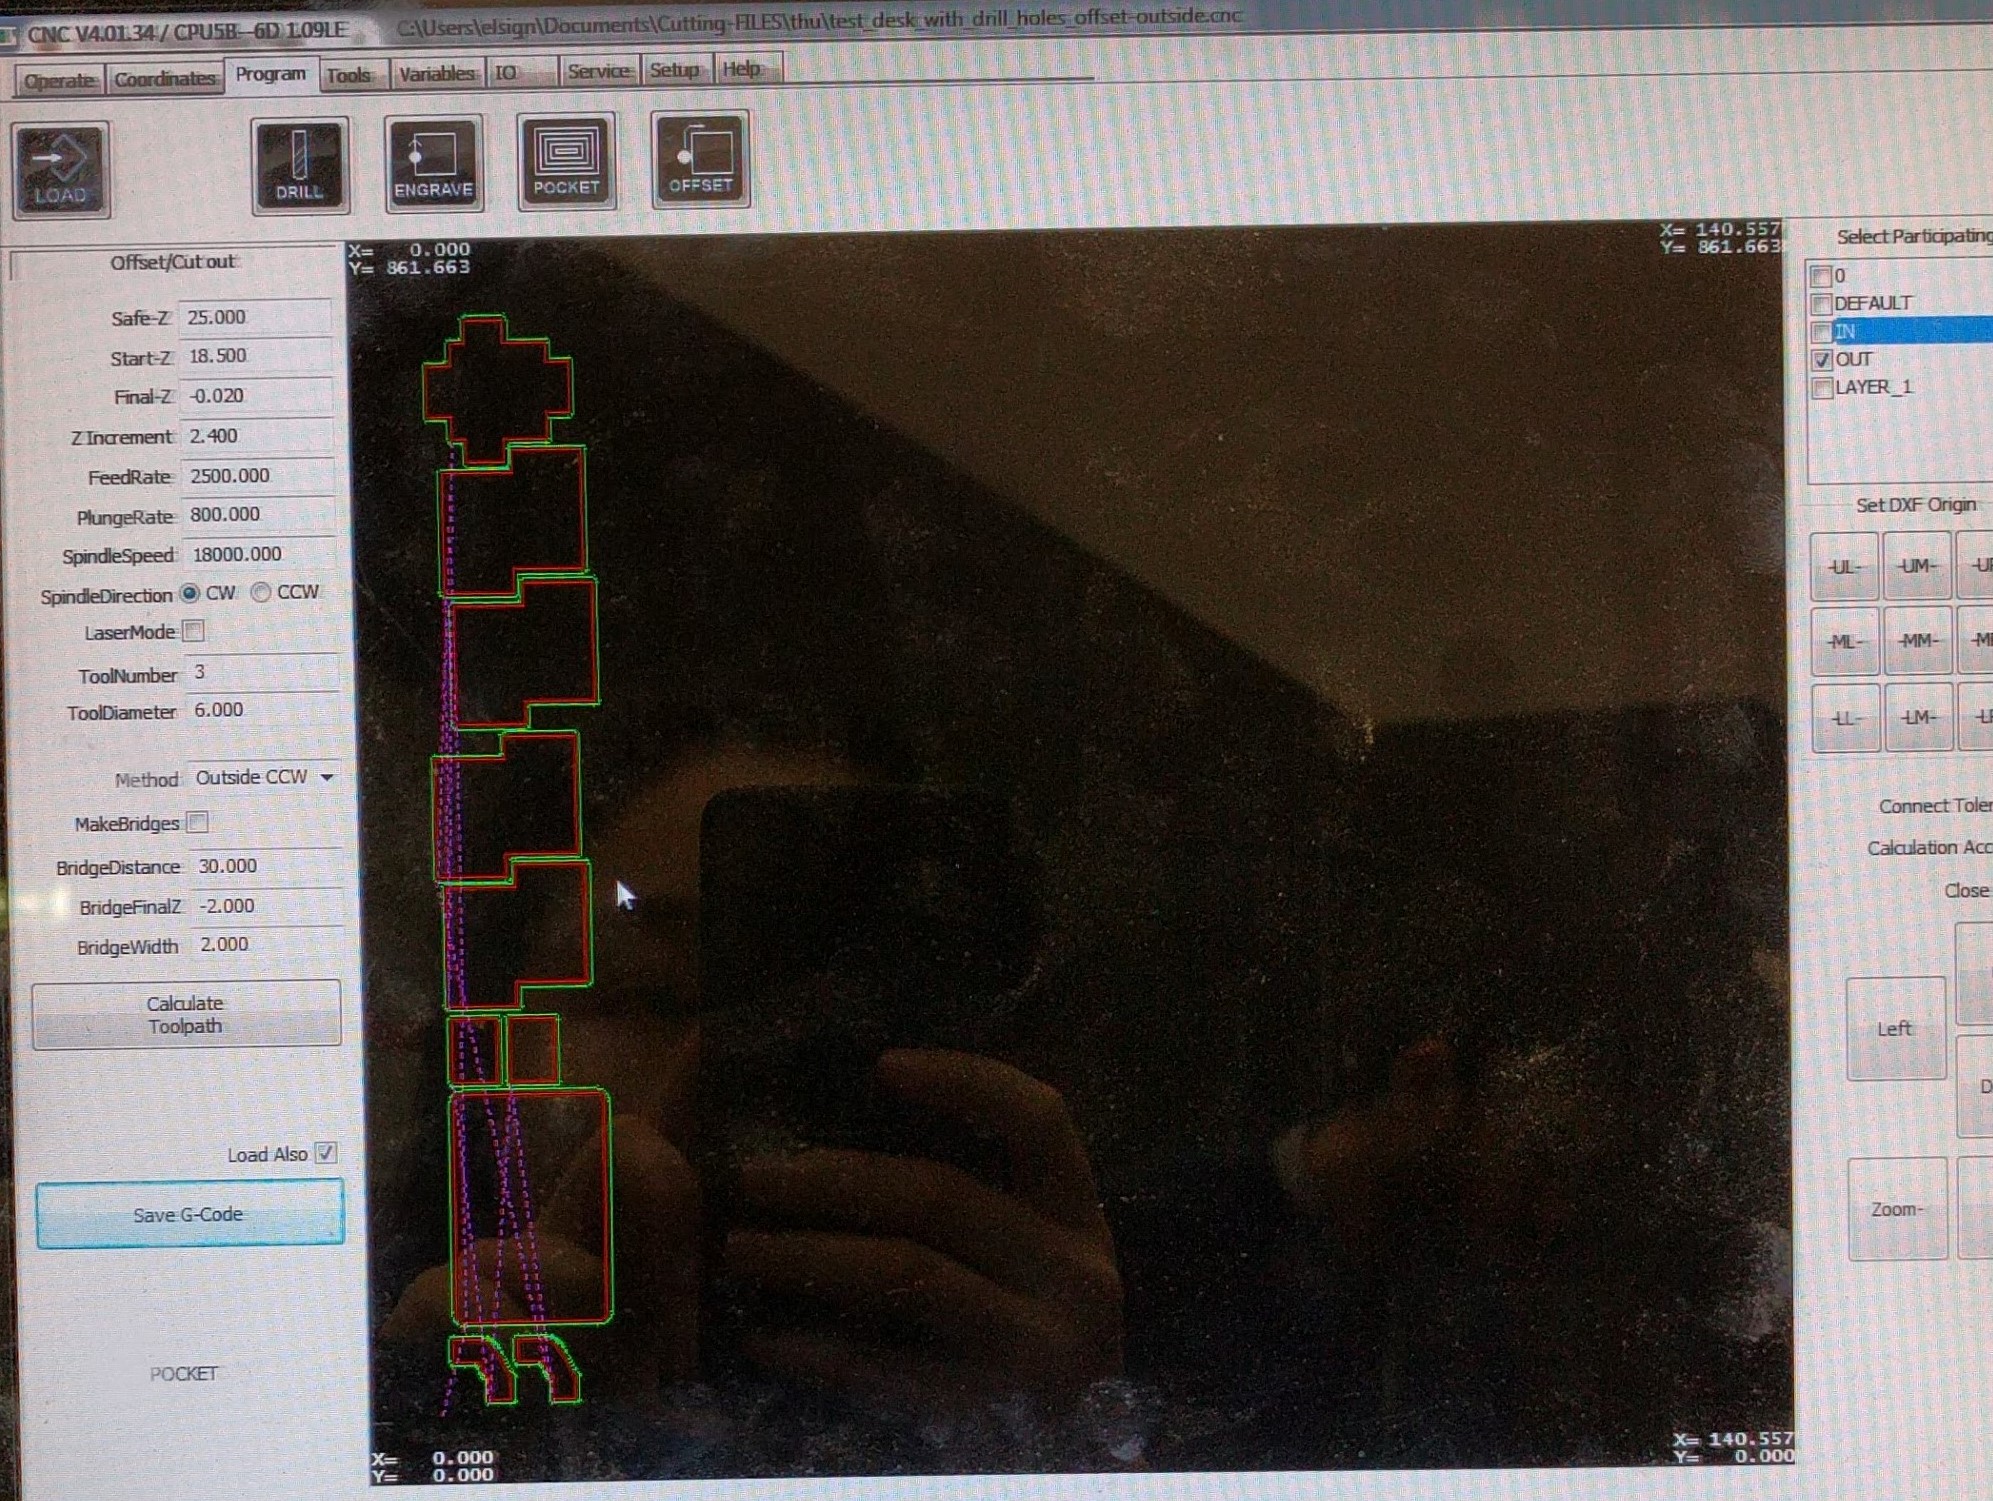 CNC V4.01.34 / CPU5B--6D 1.09LE C:\Users\elsign\Documents\Cutting-FILES\thu\test_desk_with_drill_holes_offset-outside.cnc
Operate Coordinates Program Tools Variables IO Service Setup Help
LOAD DRILL ENGRAVE POCKET OFFSET
Offset/Cut out
Safe-Z 25.000
Start-Z 18.500
Final-Z -0.020
Z Increment 2.400
FeedRate 2500.000
PlungeRate 800.000
SpindleSpeed 18000.000
SpindleDirection CW CCW
LaserMode
ToolNumber 3
ToolDiameter 6.000
Method Outside CCW
MakeBridges
BridgeDistance 30.000
BridgeFinalZ -2.000
BridgeWidth 2.000
Calculate
Toolpath
Load Also
Save G-Code
POCKET
X= 0.000
Y= 861.663
X= 140.557
Y= 861.663
X= 0.000
Y= 0.000
X= 140.557
Y= 0.000
Select Participating
0
DEFAULT
IN
OUT
LAYER_1
Set DXF Origin
-UL- -UM-
-ML- -MM-
-LL- -LM-
Connect
Calculation
Close
Left
Zoom-